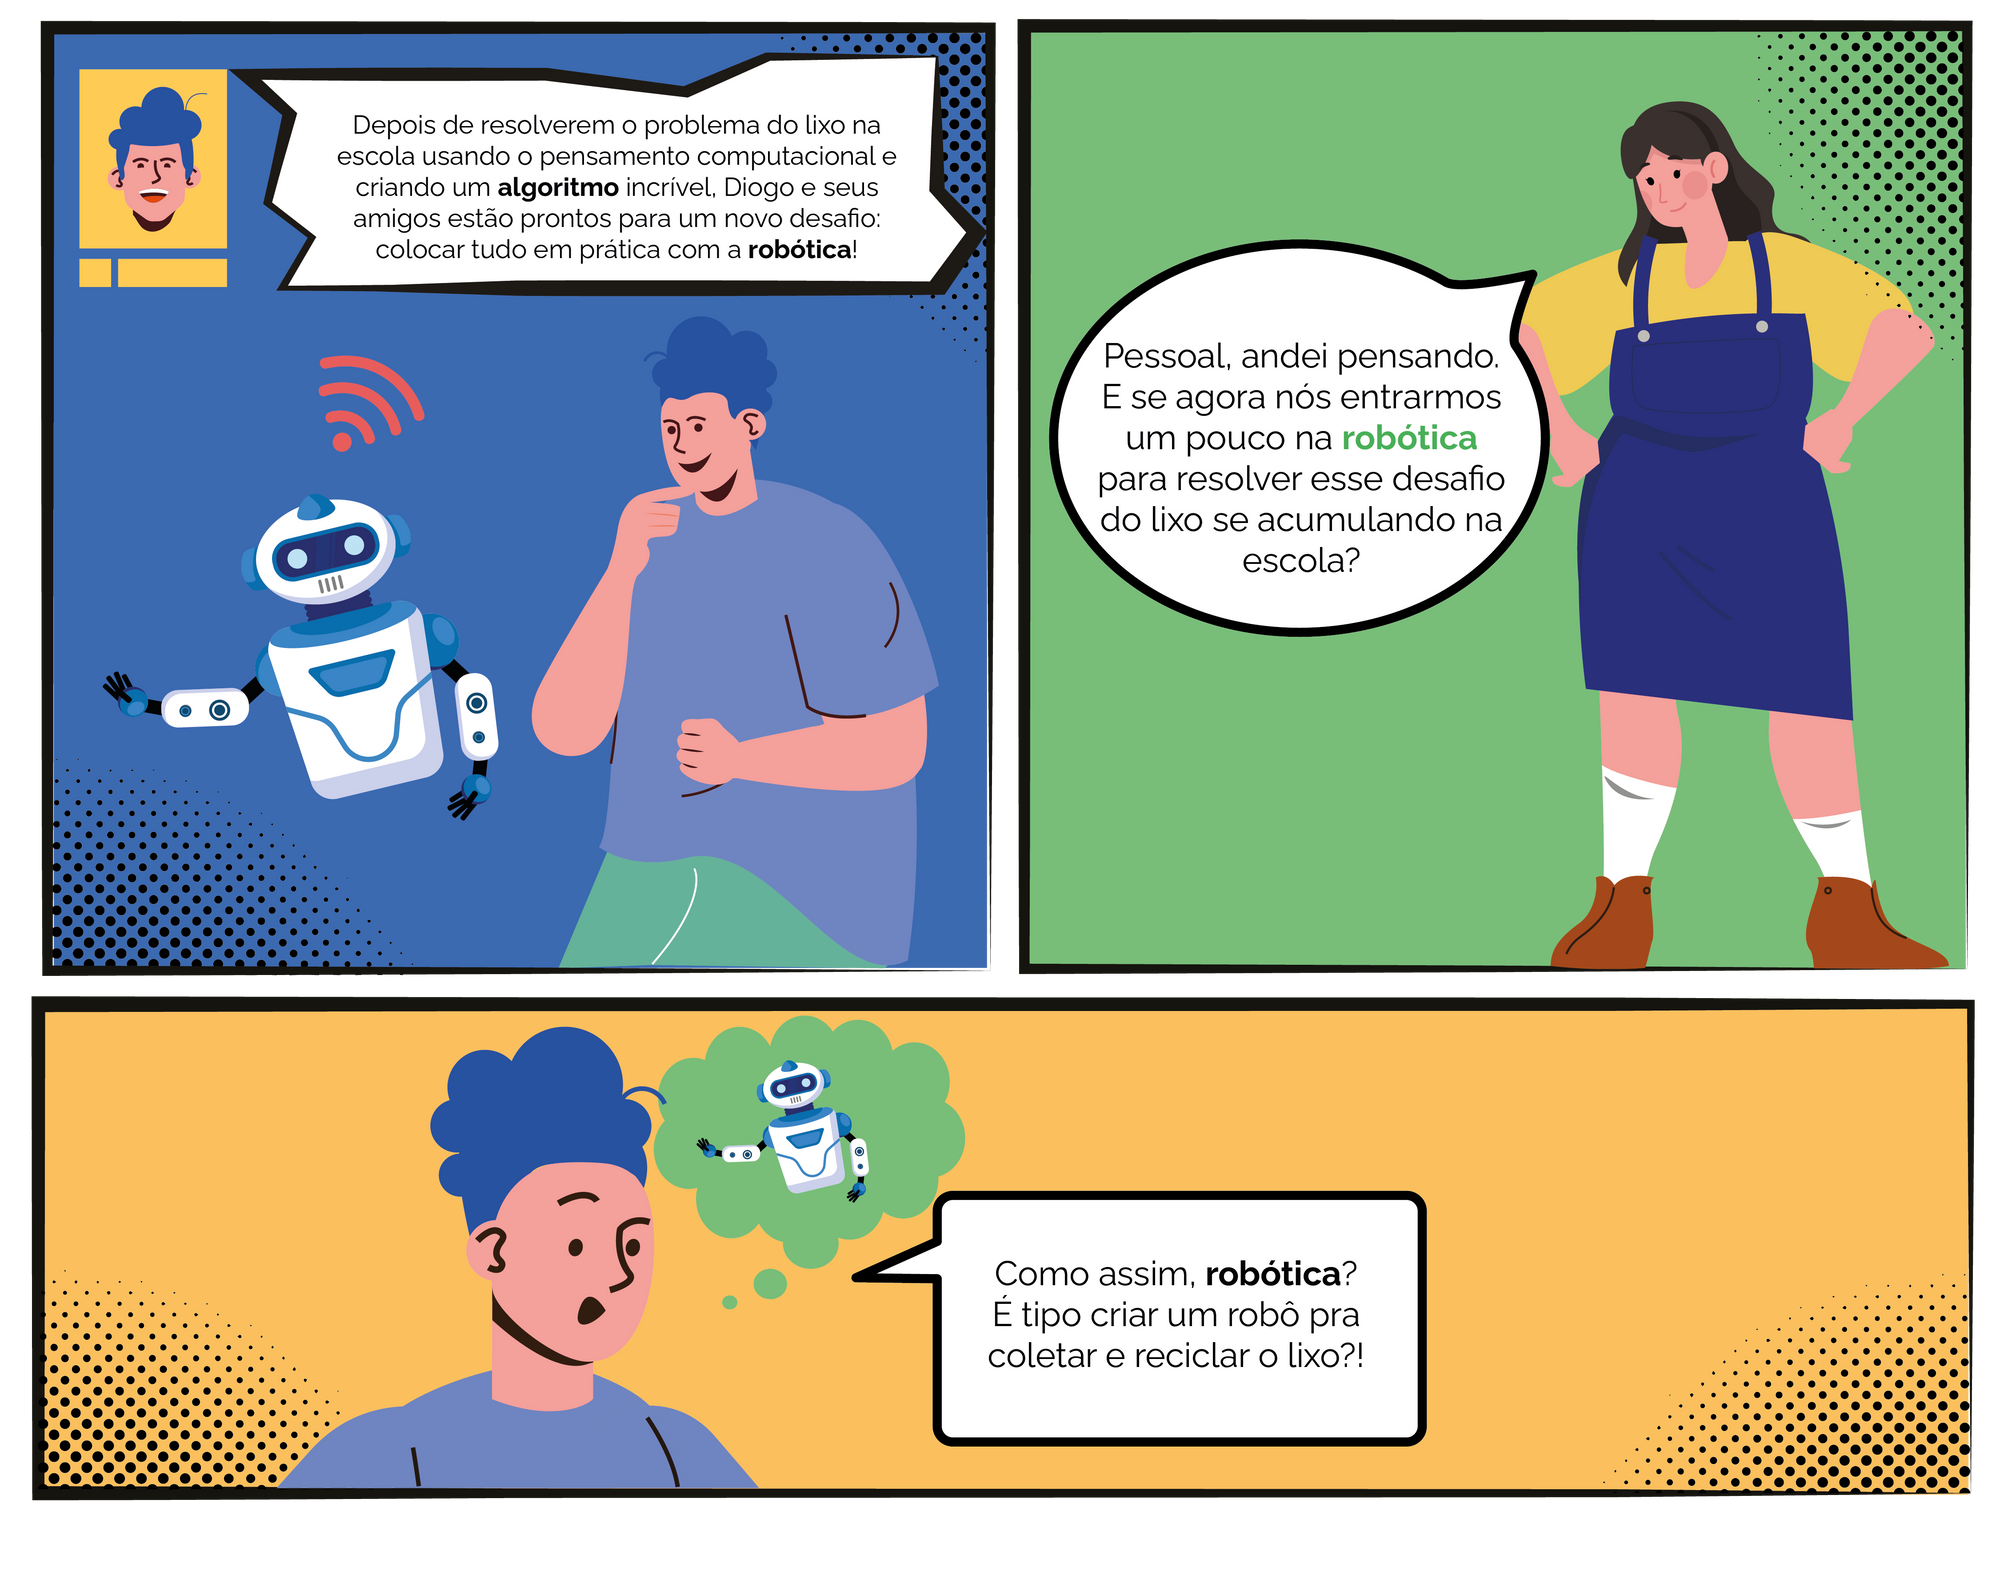 Depois de resolverem o problema do lixo na
escola usando o pensamento computacional e
criando um algoritmo incrível, Diogo e seus
amigos estão prontos para um novo desafio:
colocar tudo em prática com a robótica!
Pessoal, andei pensando.
E se agora nós entrarmos
um pouco na robótica
para resolver esse desafio
do lixo se acumulando na
escola?
Como assim, robótica?
É tipo criar um robô pra
coletar e reciclar o lixo?!